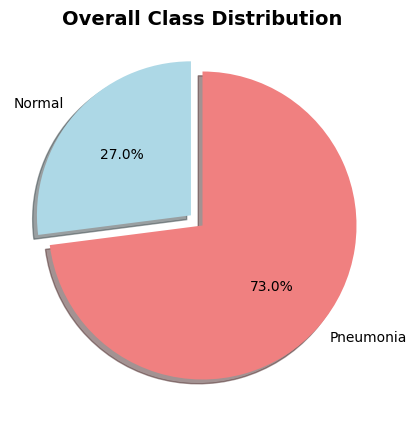 Overall Class Distribution
Normal
27.0%
73.0%
Pneumonia